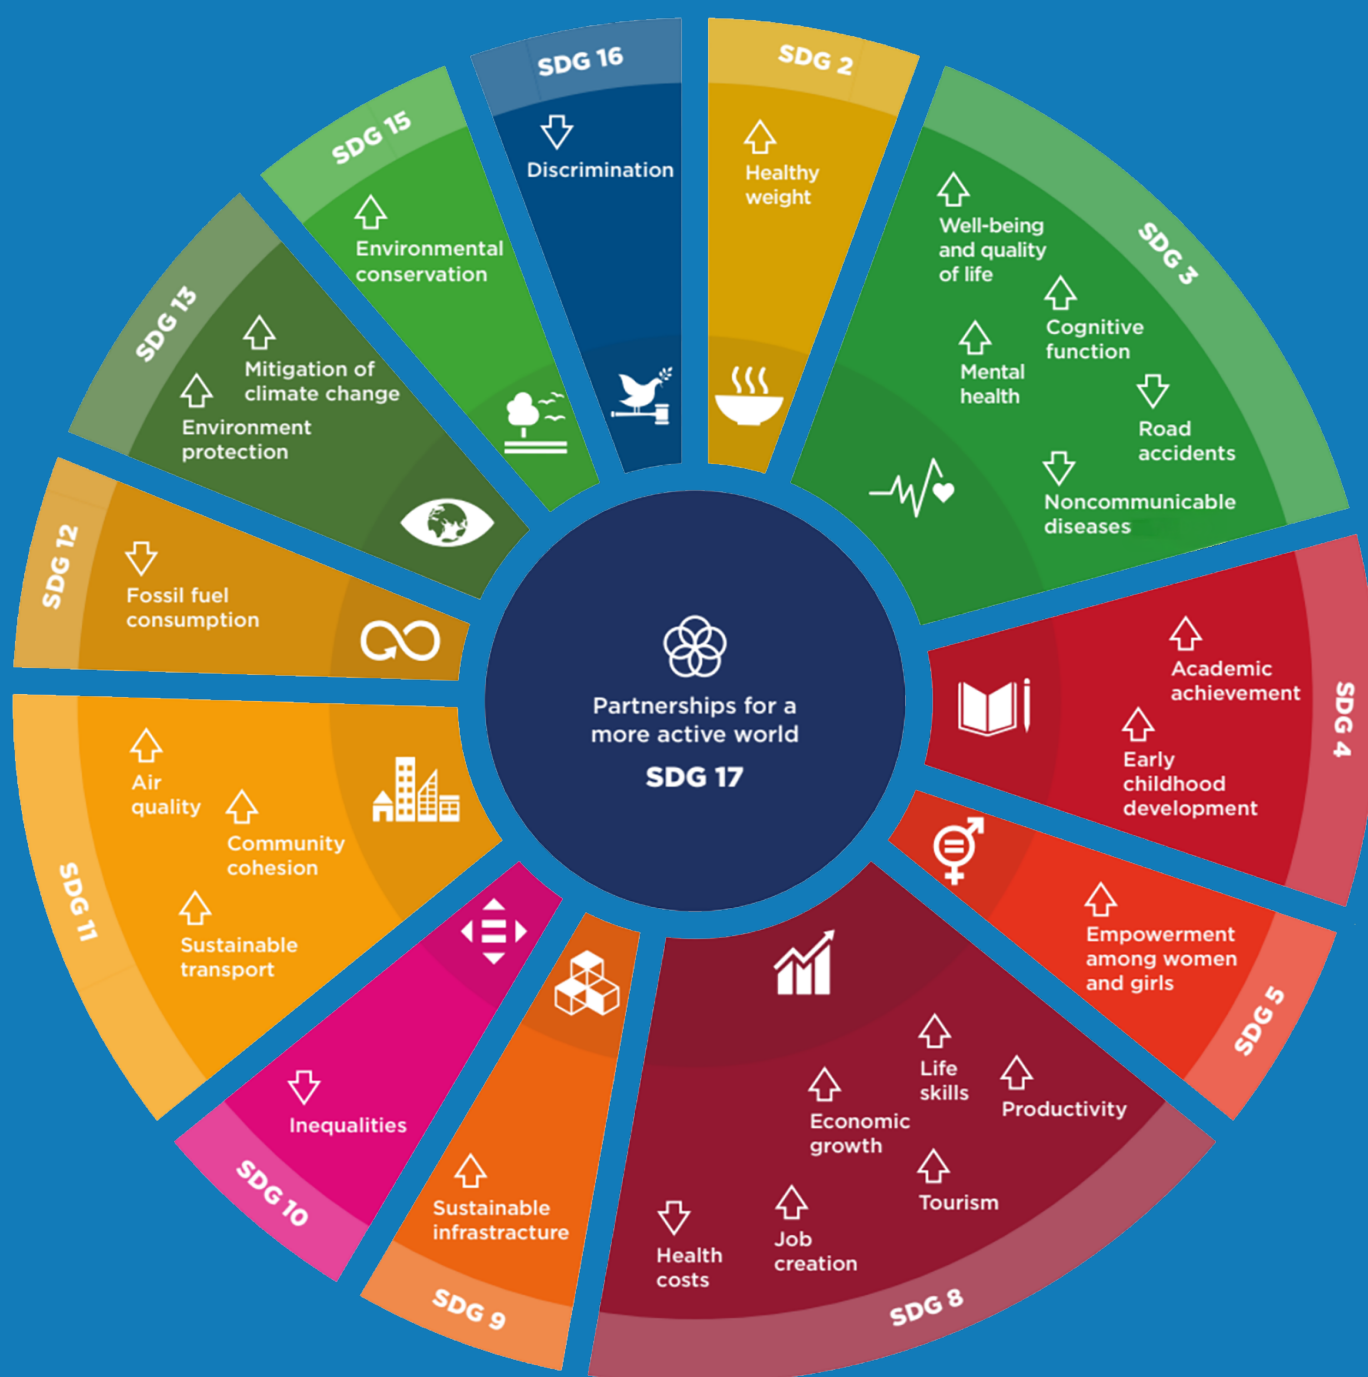 SDG 2
Healthy
weight
SDG 3
Well-being
and quality
of life
Cognitive
function
Mental
health
Road
accidents
Noncommunicable
diseases
SDG 4
Academic
achievement
Early
childhood
development
SDG 5
Empowerment
among women
and girls
SDG 8
Life
skills
Productivity
Economic
growth
Tourism
Job
creation
Health
costs
SDG 9
Sustainable
infrastracture
SDG 10
Inequalities
SDG 11
Air
quality
Community
cohesion
Sustainable
transport
SDG 12
Fossil fuel
consumption
SDG 13
Mitigation of
climate change
Environment
protection
SDG 15
Environmental
conservation
SDG 16
Discrimination
Partnerships for a
more active world
SDG 17